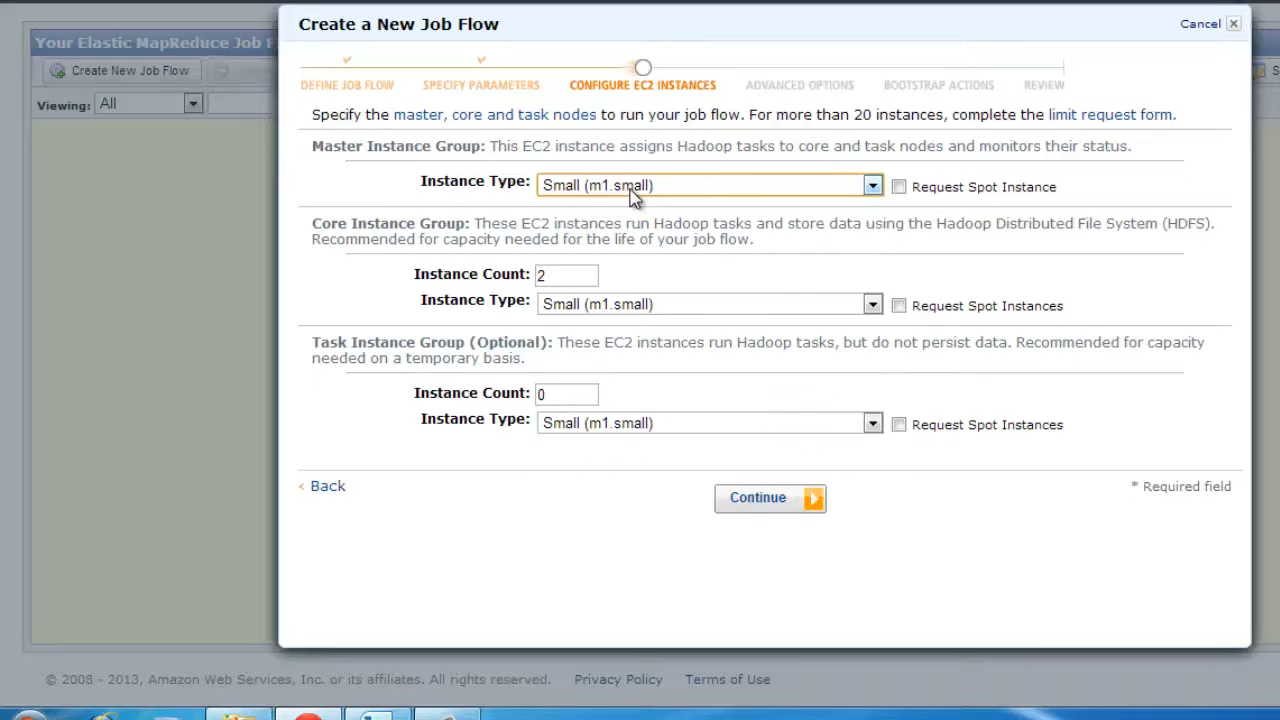 Create a New Job Flow
Cancel
Your Elastic MapReduce Job F
Create New Job Flow
S
DEFINE JOB FLOW SPECIFY PARAMETERS CONFIGURE EC2 INSTANCES ADVANCED OPTIONS BOOTSTRAP ACTIONS REVIEW
Viewing: All
Specify the master, core and task nodes to run your job flow. For more than 20 instances, complete the limit request form.
Master Instance Group: This EC2 instance assigns Hadoop tasks to core and task nodes and monitors their status.
Instance Type: Small (m1.small) Request Spot Instance
Core Instance Group: These EC2 instances run Hadoop tasks and store data using the Hadoop Distributed File System (HDFS).
Recommended for capacity needed for the life of your job flow.
Instance Count: 2
Instance Type: Small (m1.small) Request Spot Instances
Task Instance Group (Optional): These EC2 instances run Hadoop tasks, but do not persist data. Recommended for capacity
needed on a temporary basis.
Instance Count: 0
Instance Type: Small (m1.small) Request Spot Instances
< Back
Continue
* Required field
© 2008 - 2013, Amazon Web Services, Inc. or its affiliates. All rights reserved. Privacy Policy Terms of Use